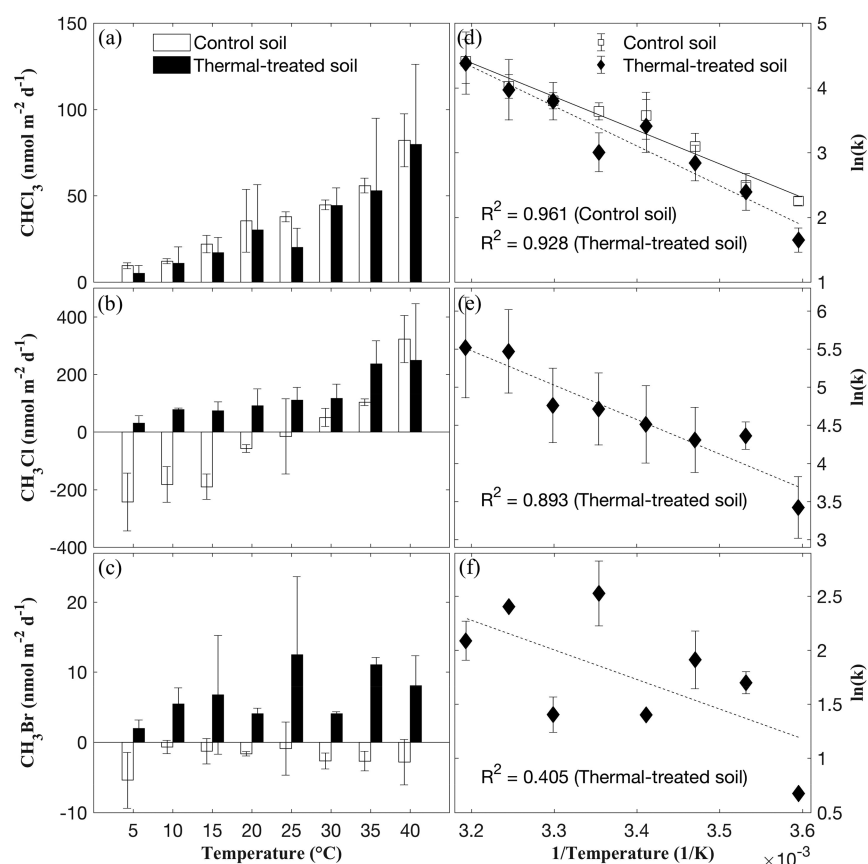 (a)
Control soil
Thermal-treated soil
150
100
50
0
CHCl3 (nmol m-2 d-1)
(d)
Control soil
Thermal-treated soil
R2 = 0.961 (Control soil)
R2 = 0.928 (Thermal-treated soil)
5
4
3
2
1
ln(k)
(b)
400
200
0
-200
-400
CH3Cl (nmol m-2 d-1)
(e)
R2 = 0.893 (Thermal-treated soil)
6
5.5
5
4.5
4
3.5
3
ln(k)
(c)
20
10
0
-10
CH3Br (nmol m-2 d-1)
5 10 15 20 25 30 35 40
Temperature (°C)
(f)
R2 = 0.405 (Thermal-treated soil)
2.5
2
1.5
1
0.5
ln(k)
3.2 3.3 3.4 3.5 3.6
1/Temperature (1/K)
×10-3